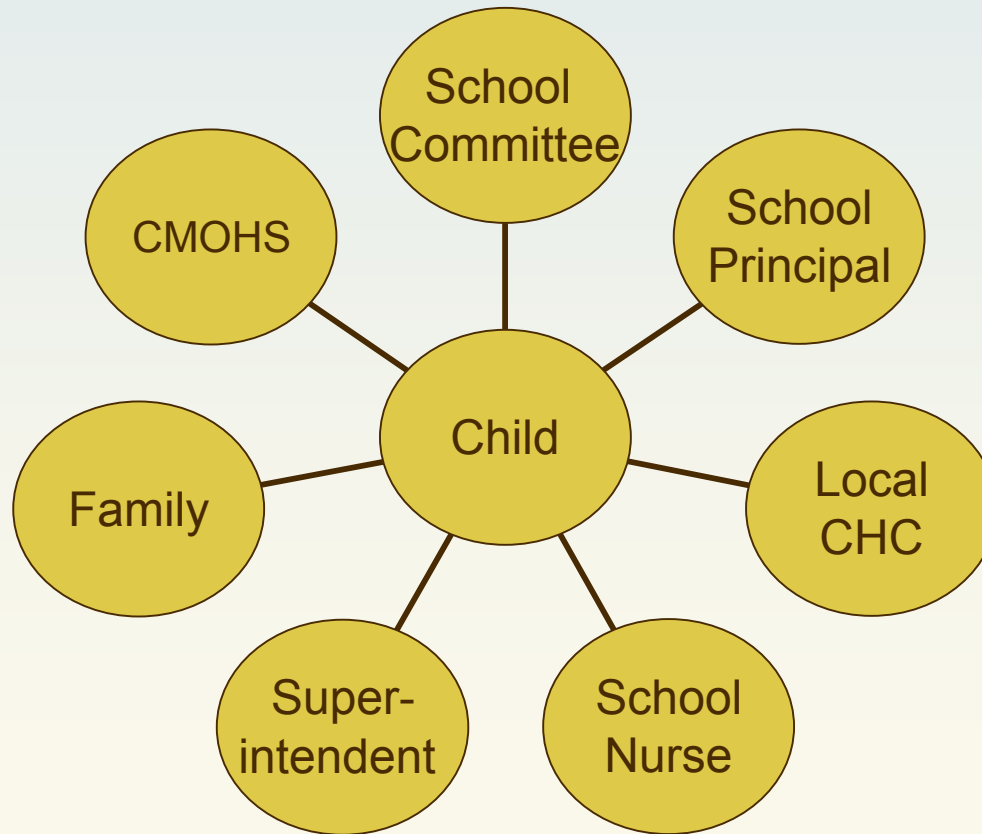 School
Committee
CMOHS
School
Principal
Child
Family
Local
CHC
Super-
intendent
School
Nurse